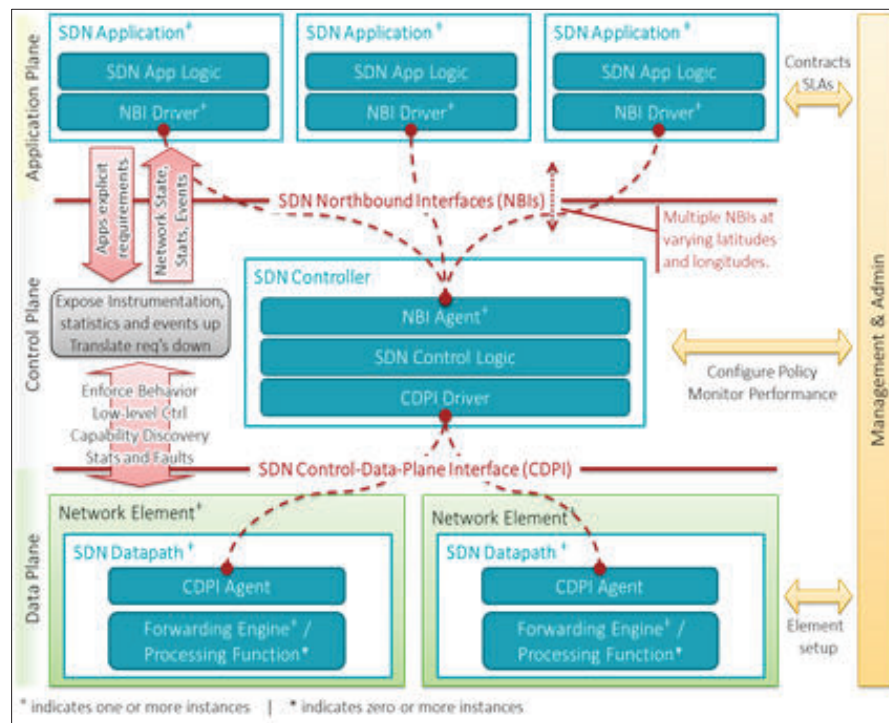 Application Plane
SDN Application⁺
SDN App Logic
NBI Driver⁺
SDN Application⁺
SDN App Logic
NBI Driver⁺
SDN Application⁺
SDN App Logic
NBI Driver⁺
Contracts
SLAs
Apps explicit
requirements
Network State,
Stats, Events
SDN Northbound Interfaces (NBIs)
Multiple NBIs at
varying latitudes
and longitudes.
Control Plane
Expose Instrumentation,
statistics and events up
Translate req's down
SDN Controller
NBI Agent⁺
SDN Control Logic
CDPI Driver
Configure Policy
Monitor Performance
Management & Admin
Enforce Behavior
Low-level Ctrl
Capability Discovery
Stats and Faults
SDN Control-Data-Plane Interface (CDPI)
Data Plane
Network Element⁺
SDN Datapath⁺
CDPI Agent
Forwarding Engine⁺ /
Processing Function*
Network Element⁺
SDN Datapath⁺
CDPI Agent
Forwarding Engine⁺ /
Processing Function*
Element
setup
⁺ indicates one or more instances | * indicates zero or more instances